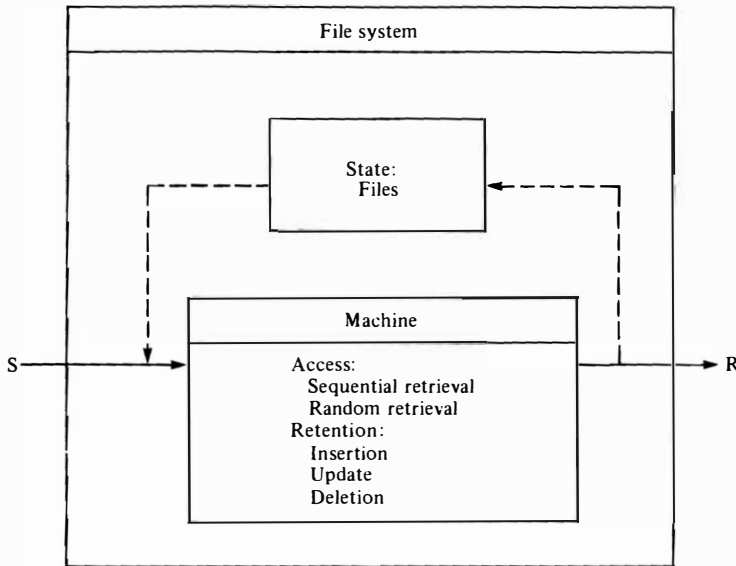 File system
State:
Files
Machine
S
R
Access:
Sequential retrieval
Random retrieval
Retention:
Insertion
Update
Deletion